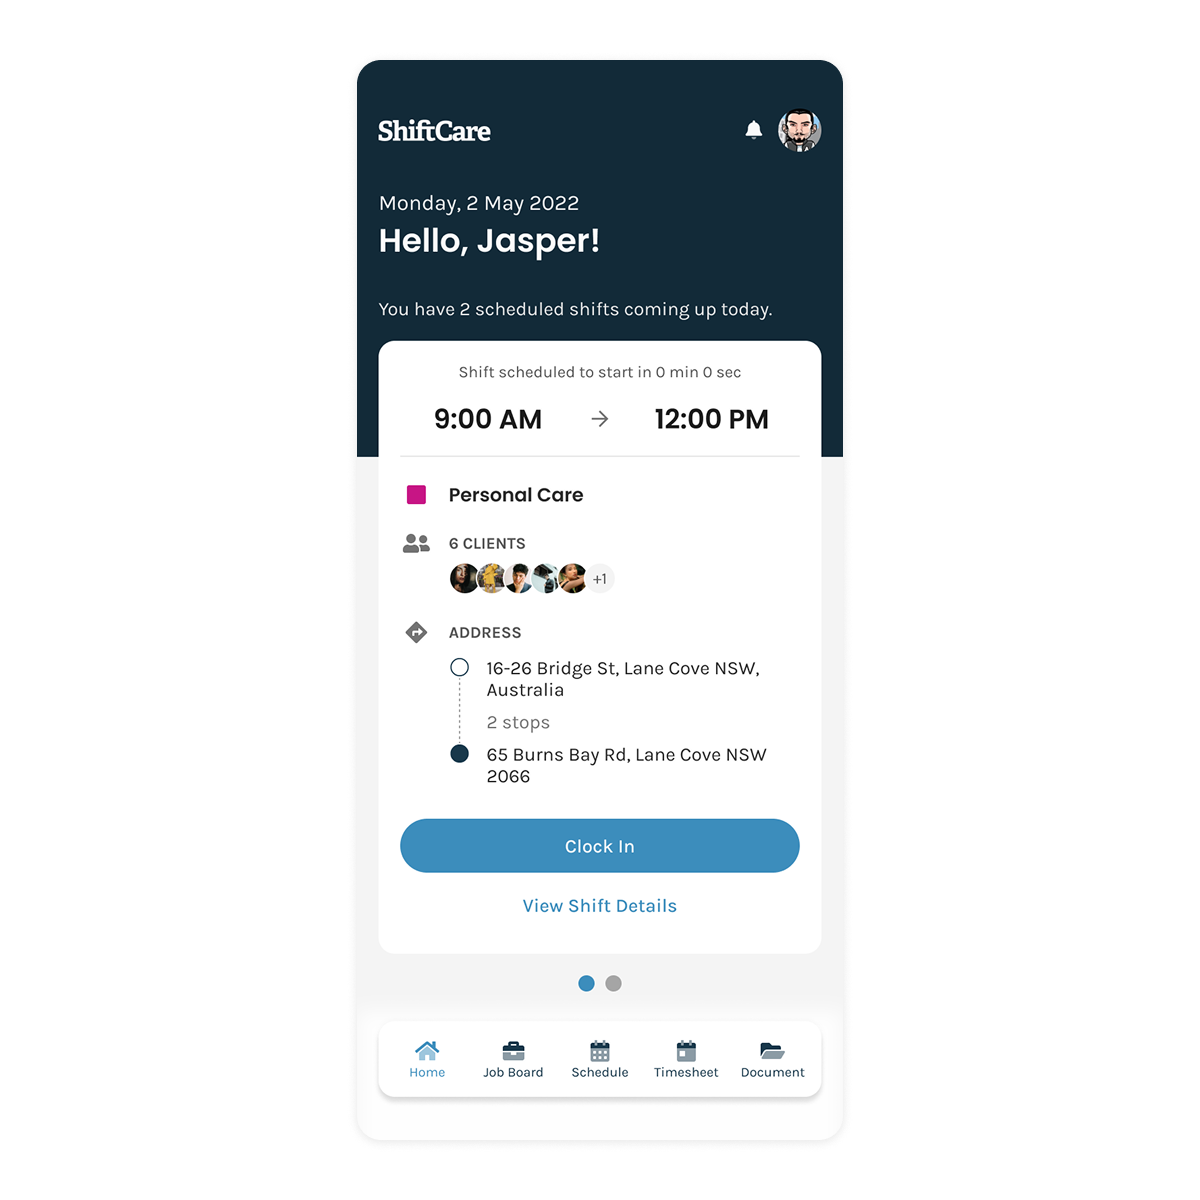 ShiftCare
Monday, 2 May 2022
Hello, Jasper!
You have 2 scheduled shifts coming up today.
Shift scheduled to start in 0 min 0 sec
9:00 AM → 12:00 PM
Personal Care
6 CLIENTS
+1
ADDRESS
16-26 Bridge St, Lane Cove NSW,
Australia
2 stops
65 Burns Bay Rd, Lane Cove NSW
2066
Clock In
View Shift Details
Home Job Board Schedule Timesheet Document